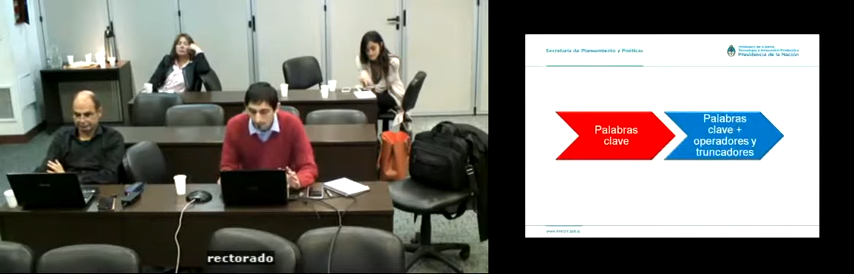 rectorado
Secretaría de Planeamiento y Políticas
Presidencia de la Nación
Palabras
clave
Palabras
clave +
operadores y
truncadores